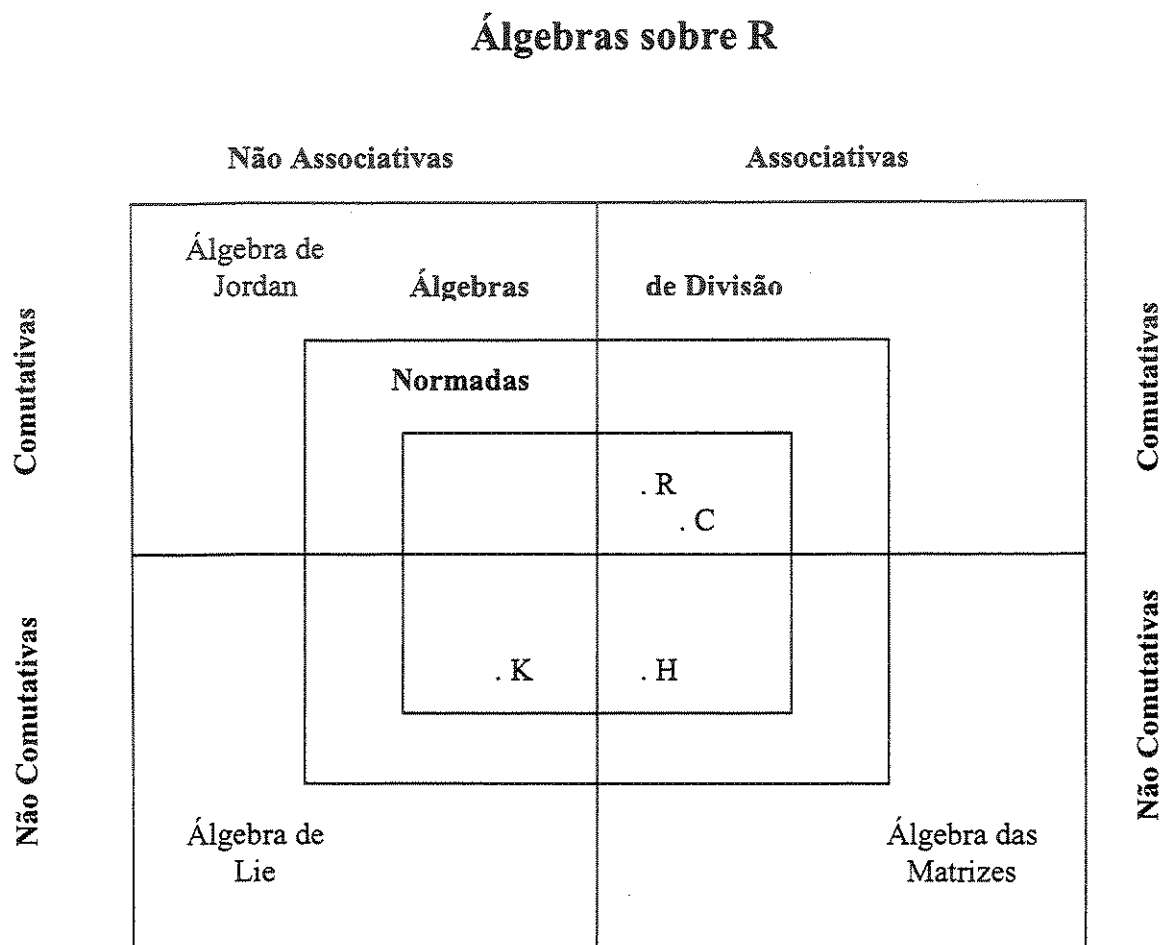 Álgebras sobre R
Não Associativas
Associativas
Álgebra de
Jordan
Álgebras
de Divisão
Normadas
Comutativas
Comutativas
. R
. C
. K
. H
Não Comutativas
Não Comutativas
Álgebra de
Lie
Álgebra das
Matrizes